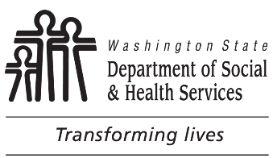 Washington State
Department of Social
& Health Services
Transforming lives